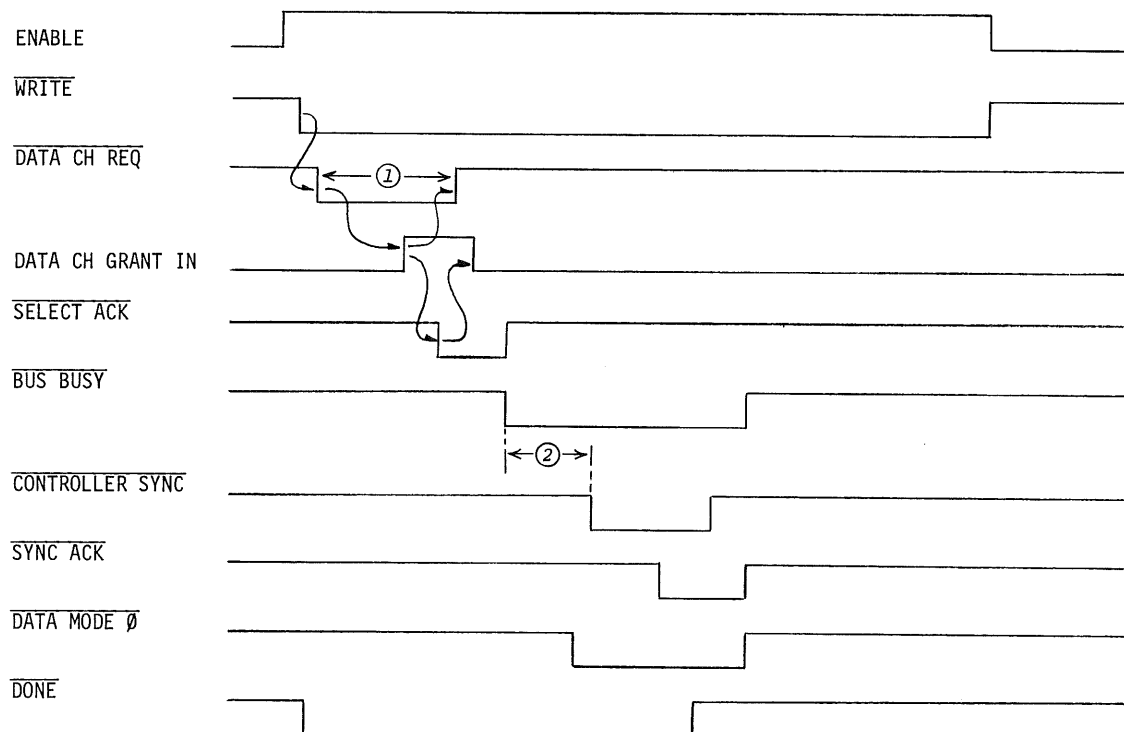 ENABLE
WRITE
DATA CH REQ
①
DATA CH GRANT IN
SELECT ACK
BUS BUSY
②
CONTROLLER SYNC
SYNC ACK
DATA MODE Ø
DONE